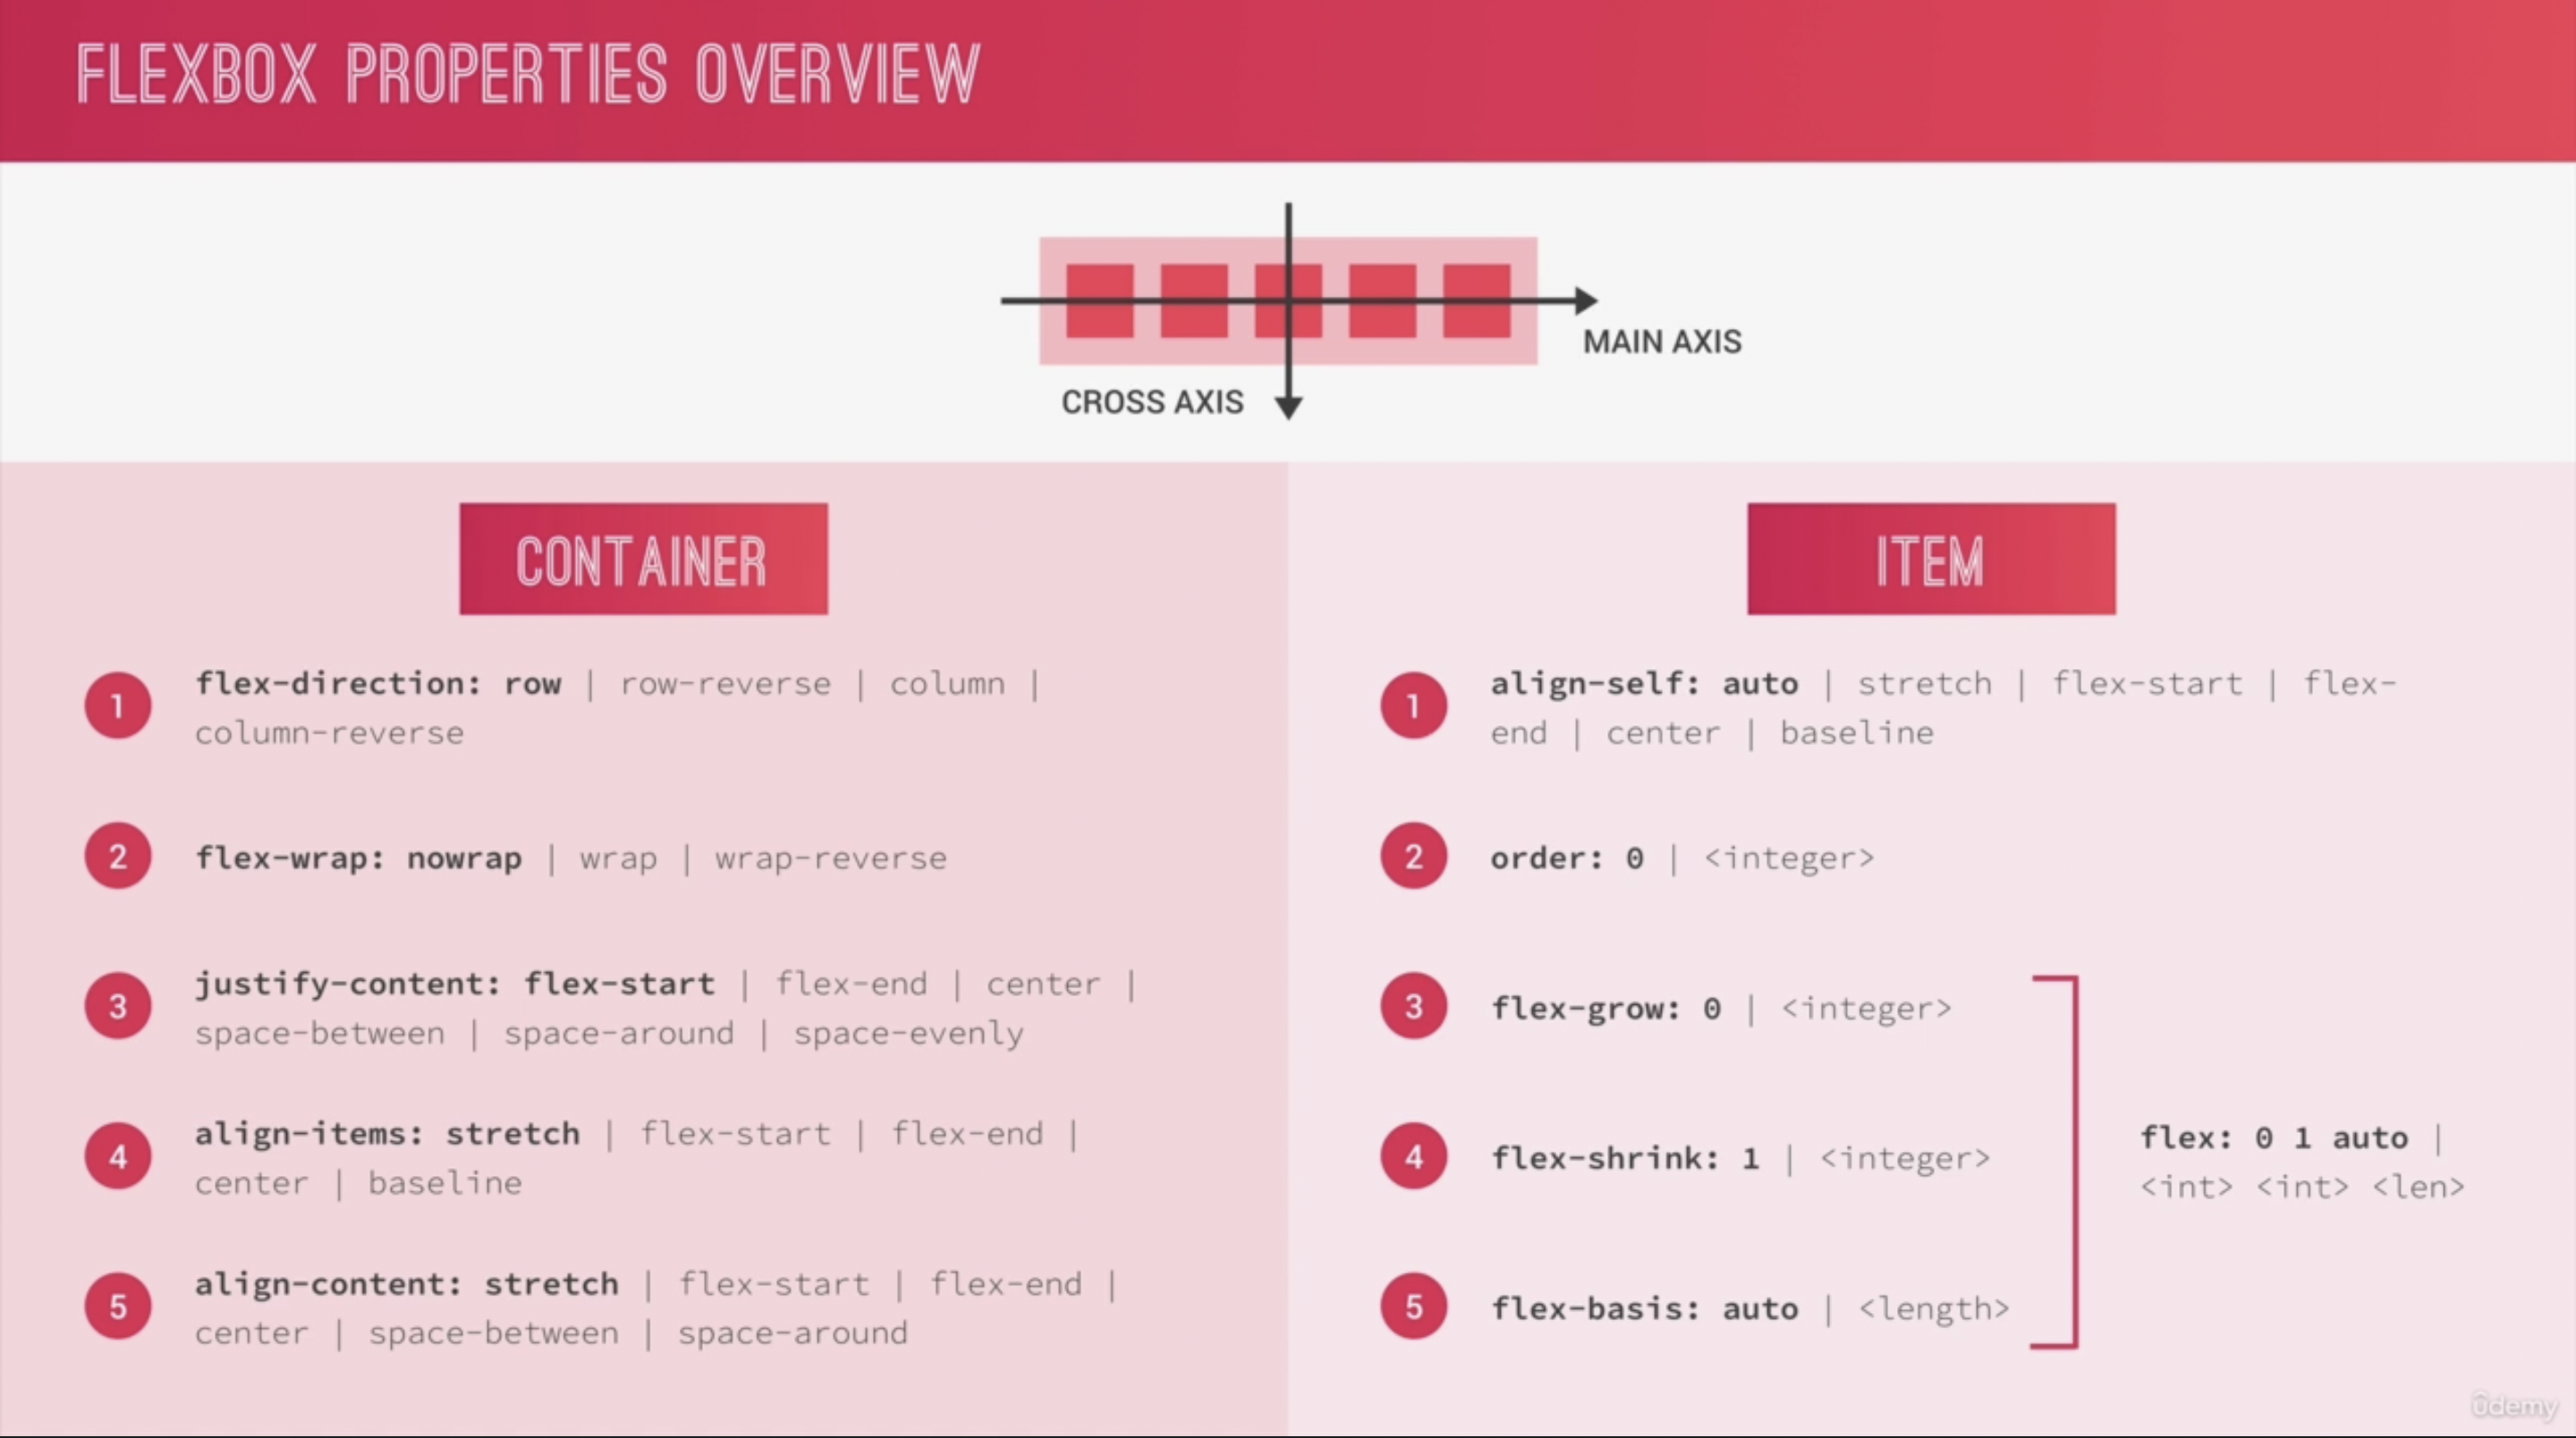 FLEXBOX PROPERTIES OVERVIEW
MAIN AXIS
CROSS AXIS
CONTAINER
1
flex-direction: row | row-reverse | column |
column-reverse
2
flex-wrap: nowrap | wrap | wrap-reverse
3
justify-content: flex-start | flex-end | center |
space-between | space-around | space-evenly
4
align-items: stretch | flex-start | flex-end |
center | baseline
5
align-content: stretch | flex-start | flex-end |
center | space-between | space-around
ITEM
1
align-self: auto | stretch | flex-start | flex-
end | center | baseline
2
order: 0 | <integer>
3
flex-grow: 0 | <integer>
4
flex-shrink: 1 | <integer>
5
flex-basis: auto | <length>
flex: 0 1 auto |
<int> <int> <len>
ûdemy